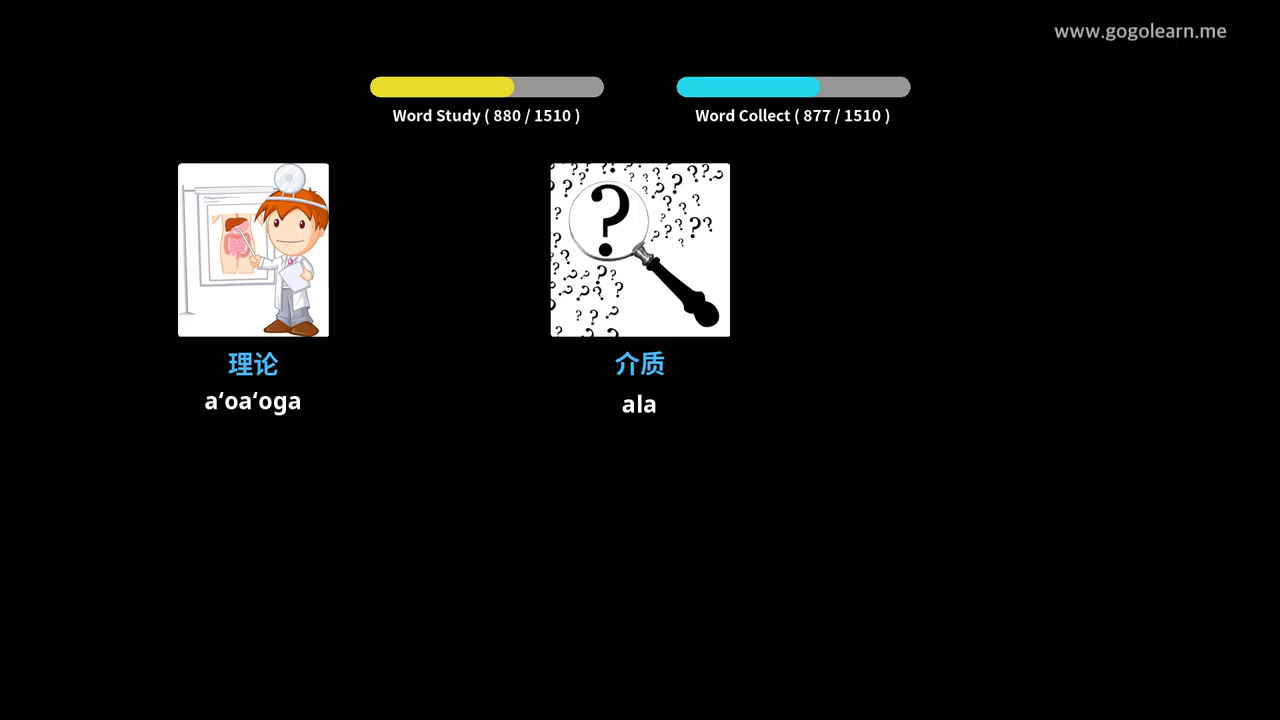 www.gogolearn.me
Word Study ( 880 / 1510 )
Word Collect ( 877 / 1510 )
理论
aʻoaʻoga
介质
ala